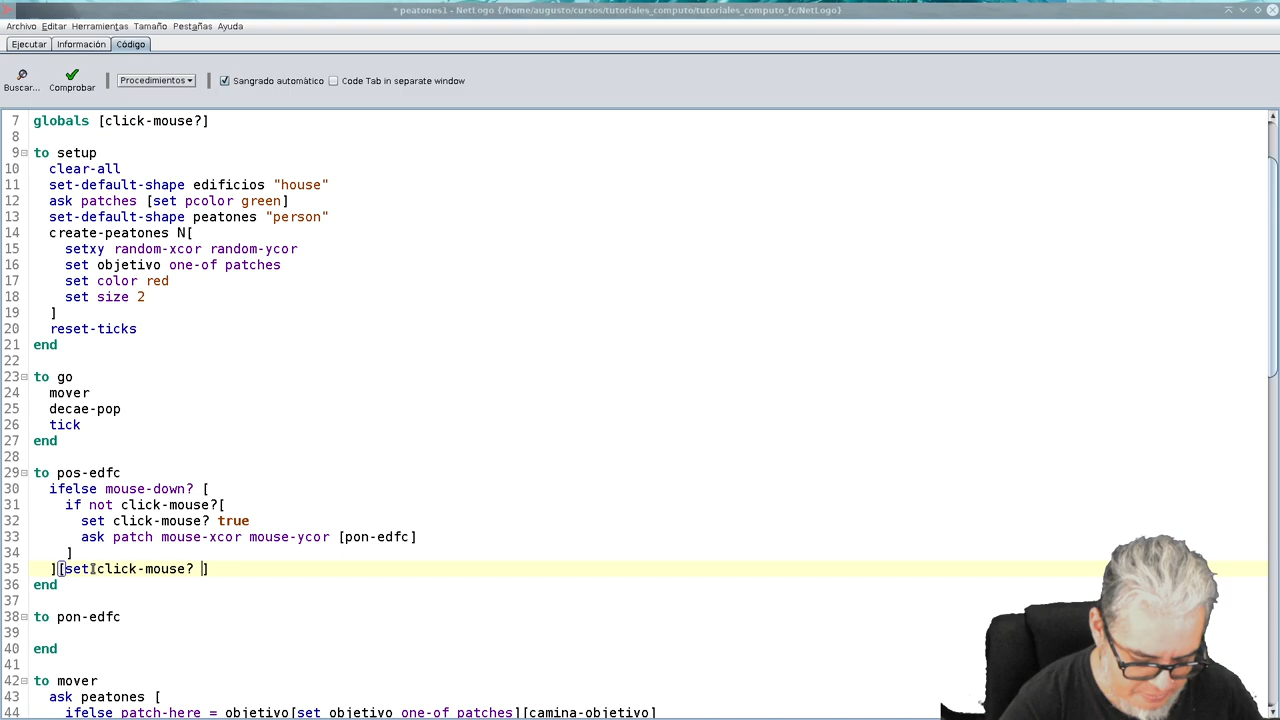 * peatones1 - NetLogo {/home/augusto/cursos/tutoriales_computo/tutoriales_computo_fc/NetLogo}
Archivo Editar Herramientas Tamaño Pestañas Ayuda
Ejecutar Información Código
Buscar... Comprobar Procedimientos Sangrado automático Code Tab in separate window
7 globals [click-mouse?]
8
9 to setup
10 clear-all
11 set-default-shape edificios "house"
12 ask patches [set pcolor green]
13 set-default-shape peatones "person"
14 create-peatones N[
15 setxy random-xcor random-ycor
16 set objetivo one-of patches
17 set color red
18 set size 2
19 ]
20 reset-ticks
21 end
22
23 to go
24 mover
25 decae-pop
26 tick
27 end
28
29 to pos-edfc
30 ifelse mouse-down? [
31 if not click-mouse?[
32 set click-mouse? true
33 ask patch mouse-xcor mouse-ycor [pon-edfc]
34 ]
35 ][set click-mouse? ]
36 end
37
38 to pon-edfc
39
40 end
41
42 to mover
43 ask peatones [
44 ifelse patch-here = objetivo[set objetivo one-of patches][camina-objetivo]